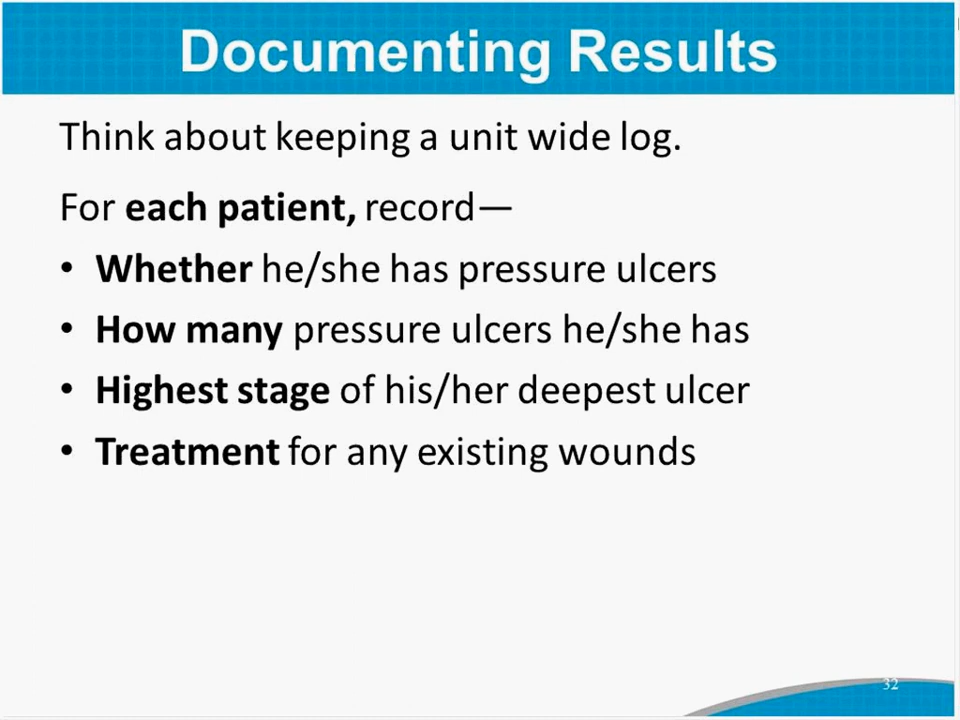 Documenting Results
Think about keeping a unit wide log.
For each patient, record—
• Whether he/she has pressure ulcers
• How many pressure ulcers he/she has
• Highest stage of his/her deepest ulcer
• Treatment for any existing wounds
32